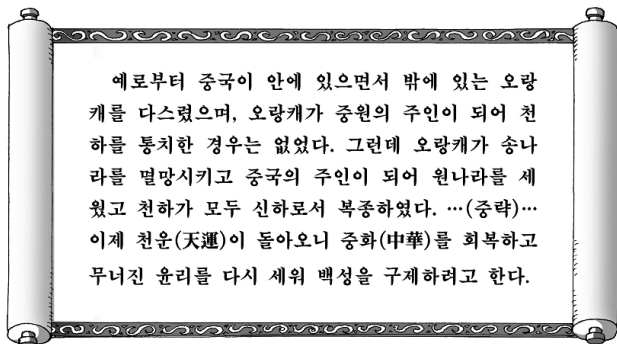 예로부터 중국이 안에 있으면서 밖에 있는 오랑
캐를 다스렸으며, 오랑캐가 중원의 주인이 되어 천
하를 통치한 경우는 없었다. 그런데 오랑캐가 송나
라를 멸망시키고 중국의 주인이 되어 원나라를 세
웠고 천하가 모두 신하로서 복종하였다. …(중략)…
이제 천운(天運)이 돌아오니 중화(中華)를 회복하고
무너진 윤리를 다시 세워 백성을 구제하려고 한다.